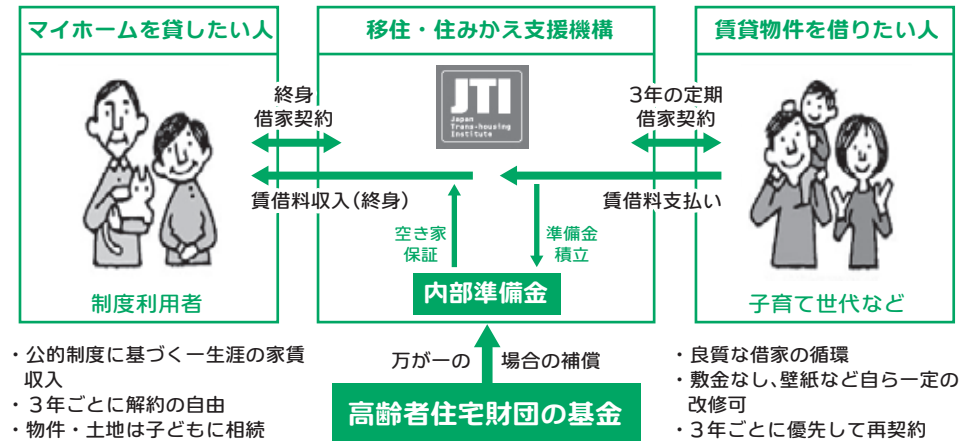 マイホームを貸したい人
移住・住みかえ支援機構
賃貸物件を借りたい人
JTI
Japan
Trans-housing
Institute
終身
借家契約
3年の定期
借家契約
賃借料収入(終身)
賃借料支払い
空き家
保証
準備金
積立
内部準備金
制度利用者
子育て世代など
万が一の
場合の補償
高齢者住宅財団の基金
・公的制度に基づく一生涯の家賃
収入
・3年ごとに解約の自由
・物件・土地は子どもに相続
・良質な借家の循環
・敷金なし、壁紙など自ら一定の
改修可
・3年ごとに優先して再契約